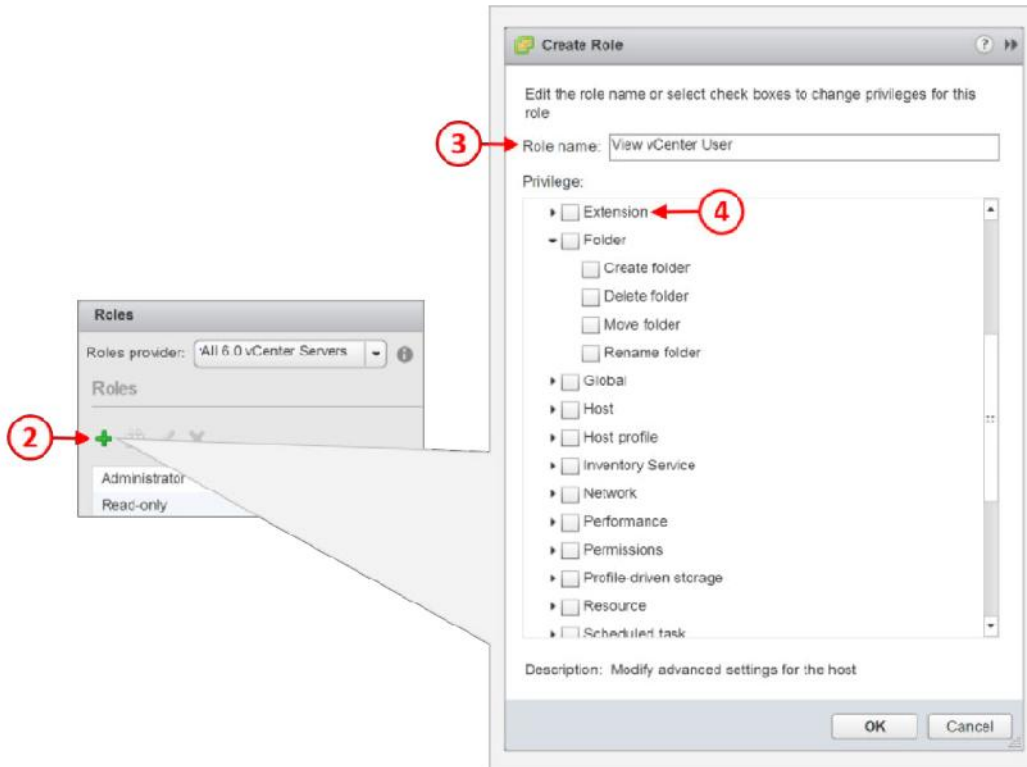 Create Role
?
Edit the role name or select check boxes to change privileges for this
role
3
Role name: View vCenter User
Privilege:
Extension
4
Folder
Create folder
Delete folder
Move folder
Rename folder
Global
Host
Host profile
Inventory Service
Network
Performance
Permissions
Profile-driven storage
Resource
Scheduled task
Description: Modify advanced settings for the host
OK
Cancel
Roles
Roles provider: All 6.0 vCenter Servers
Roles
2
Administrator
Read-only